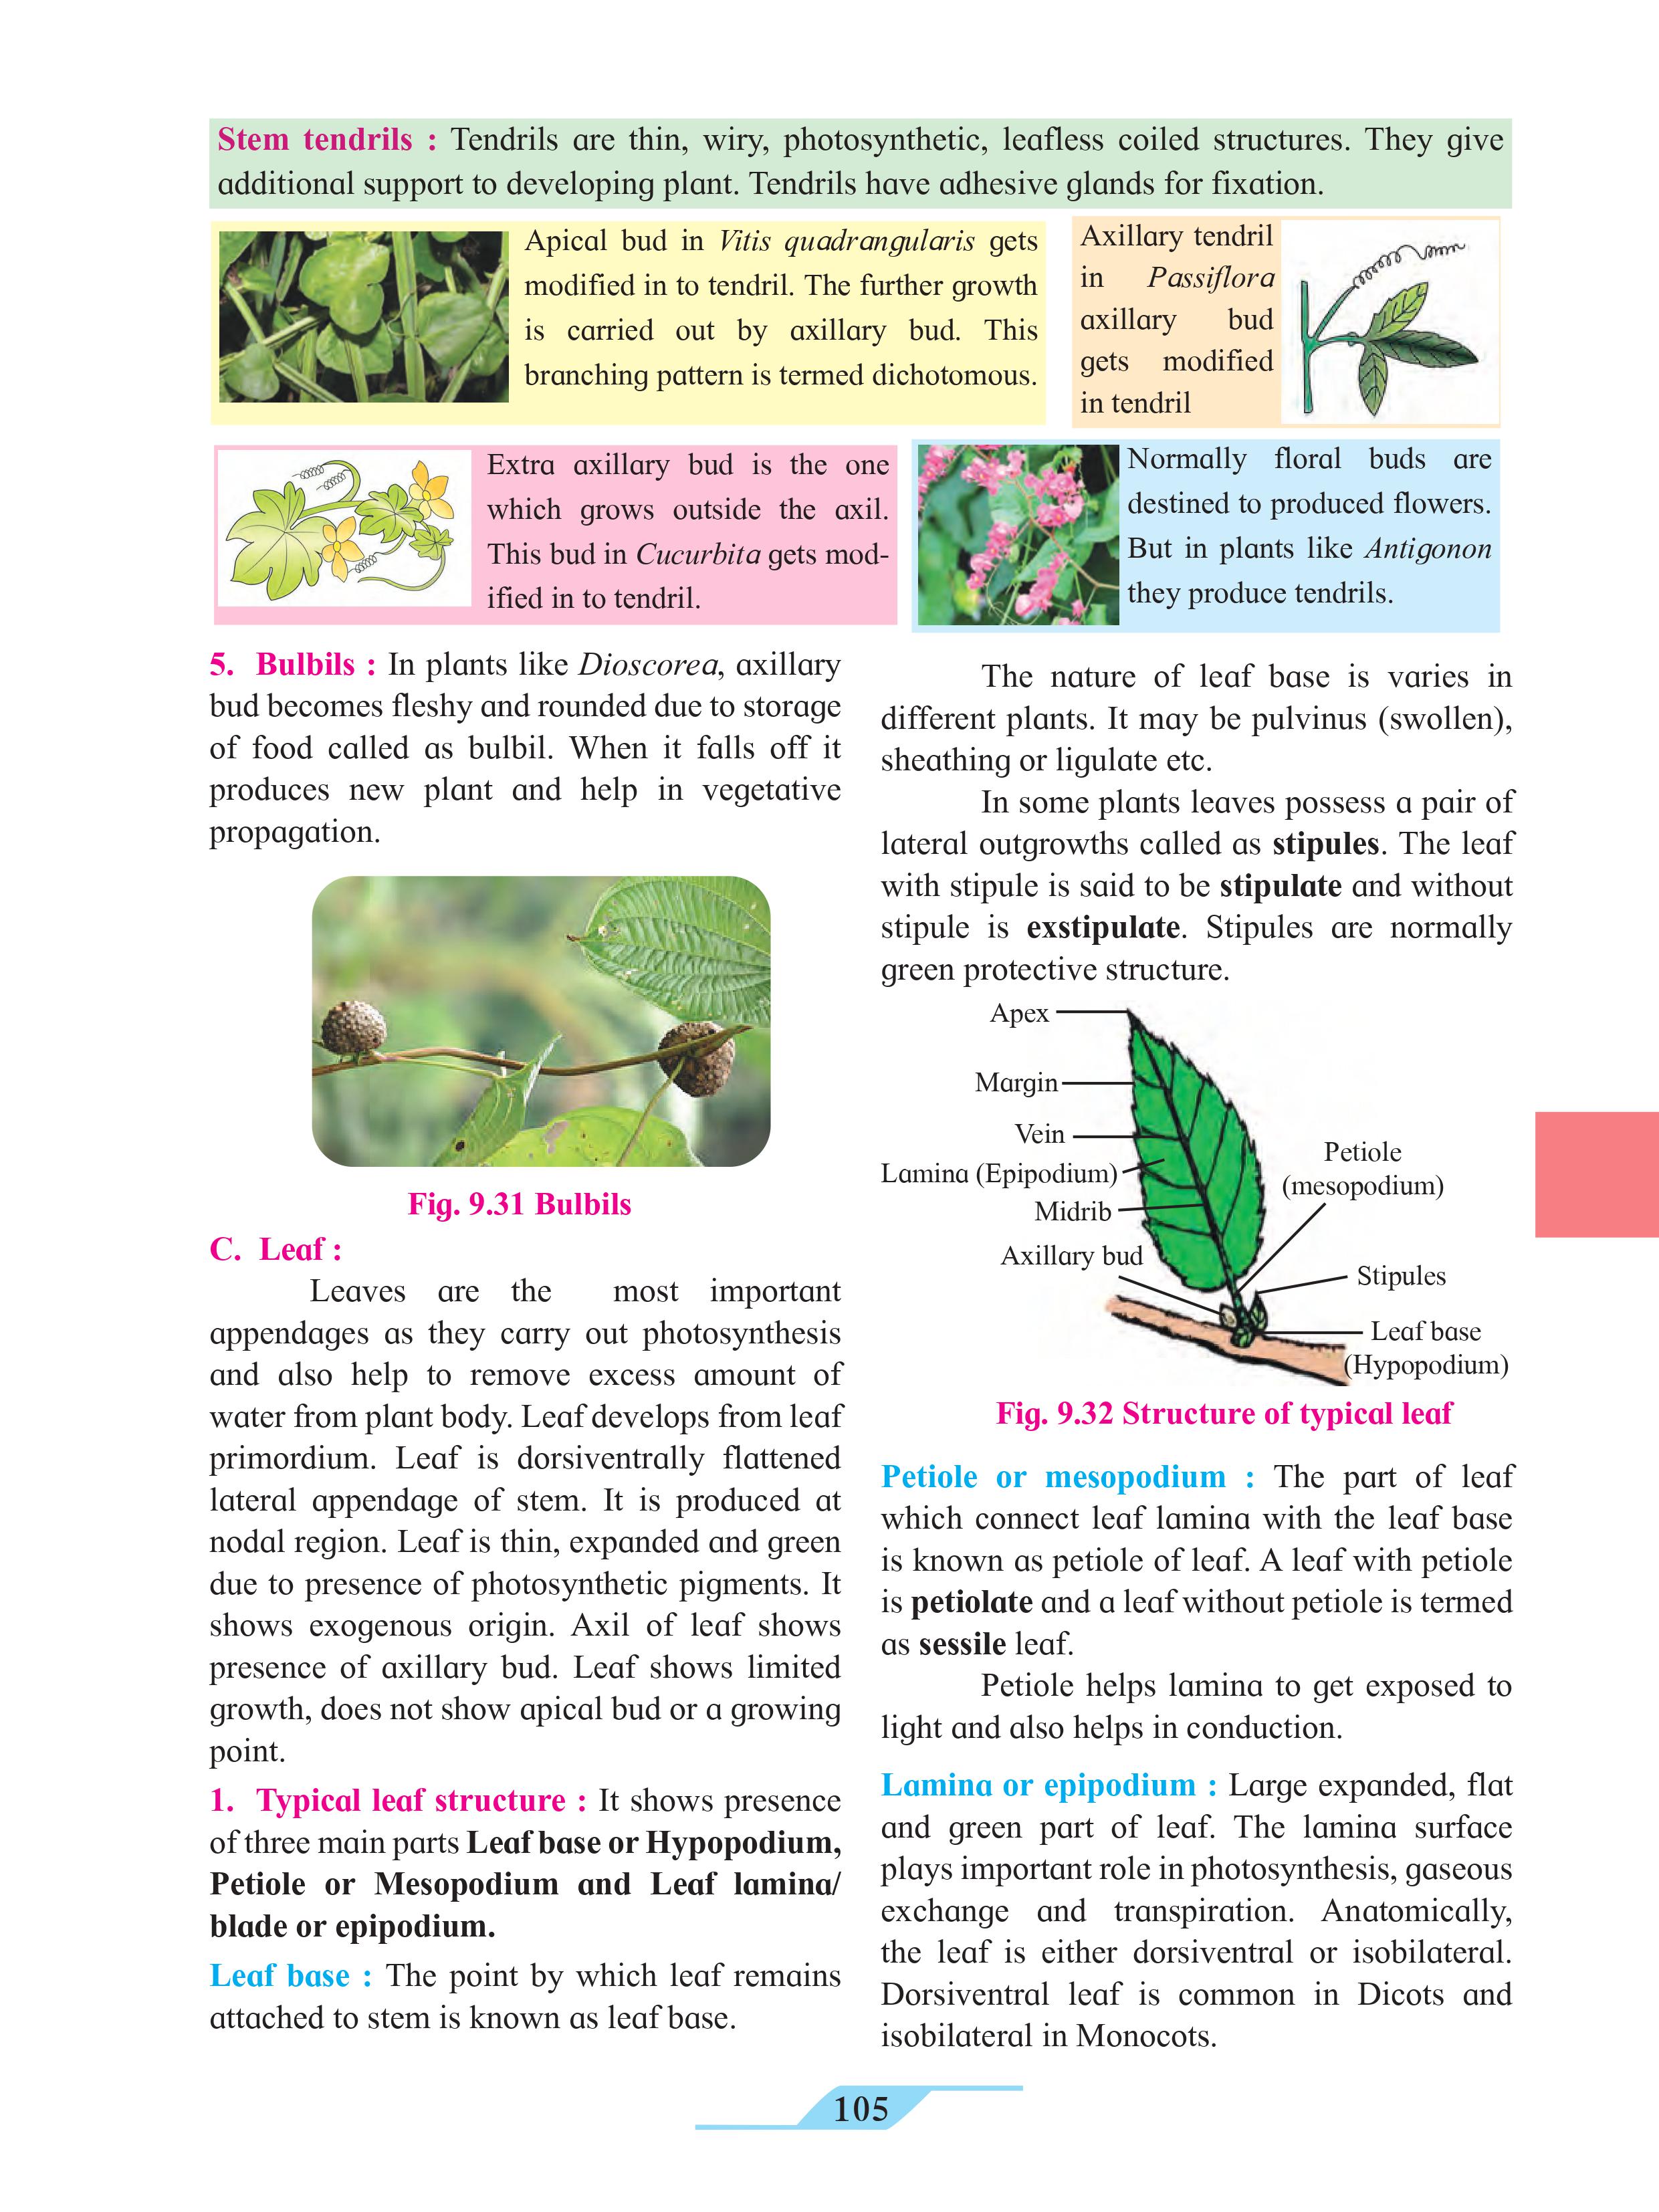 Stem tendrils : Tendrils are thin, wiry, photosynthetic, leafless coiled structures. They give
additional support to developing plant. Tendrils have adhesive glands for fixation.
Apical bud in Vitis quadrangularis gets
modified in to tendril. The further growth
is carried out by axillary bud. This
branching pattern is termed dichotomous.
Axillary tendril
in Passiflora
axillary bud
gets modified
in tendril
Extra axillary bud is the one
which grows outside the axil.
This bud in Cucurbita gets mod-
ified in to tendril.
Normally floral buds are
destined to produced flowers.
But in plants like Antigonon
they produce tendrils.
5. Bulbils : In plants like Dioscorea, axillary
bud becomes fleshy and rounded due to storage
of food called as bulbil. When it falls off it
produces new plant and help in vegetative
propagation.
Fig. 9.31 Bulbils
C. Leaf :
Leaves are the most important
appendages as they carry out photosynthesis
and also help to remove excess amount of
water from plant body. Leaf develops from leaf
primordium. Leaf is dorsiventrally flattened
lateral appendage of stem. It is produced at
nodal region. Leaf is thin, expanded and green
due to presence of photosynthetic pigments. It
shows exogenous origin. Axil of leaf shows
presence of axillary bud. Leaf shows limited
growth, does not show apical bud or a growing
point.
1. Typical leaf structure : It shows presence
of three main parts Leaf base or Hypopodium,
Petiole or Mesopodium and Leaf lamina/
blade or epipodium.
Leaf base : The point by which leaf remains
attached to stem is known as leaf base.
The nature of leaf base is varies in
different plants. It may be pulvinus (swollen),
sheathing or ligulate etc.
In some plants leaves possess a pair of
lateral outgrowths called as stipules. The leaf
with stipule is said to be stipulate and without
stipule is exstipulate. Stipules are normally
green protective structure.
Apex
Margin
Vein
Lamina (Epipodium)
Midrib
Axillary bud
Petiole
(mesopodium)
Stipules
Leaf base
(Hypopodium)
Fig. 9.32 Structure of typical leaf
Petiole or mesopodium : The part of leaf
which connect leaf lamina with the leaf base
is known as petiole of leaf. A leaf with petiole
is petiolate and a leaf without petiole is termed
as sessile leaf.
Petiole helps lamina to get exposed to
light and also helps in conduction.
Lamina or epipodium : Large expanded, flat
and green part of leaf. The lamina surface
plays important role in photosynthesis, gaseous
exchange and transpiration. Anatomically,
the leaf is either dorsiventral or isobilateral.
Dorsiventral leaf is common in Dicots and
isobilateral in Monocots.
105